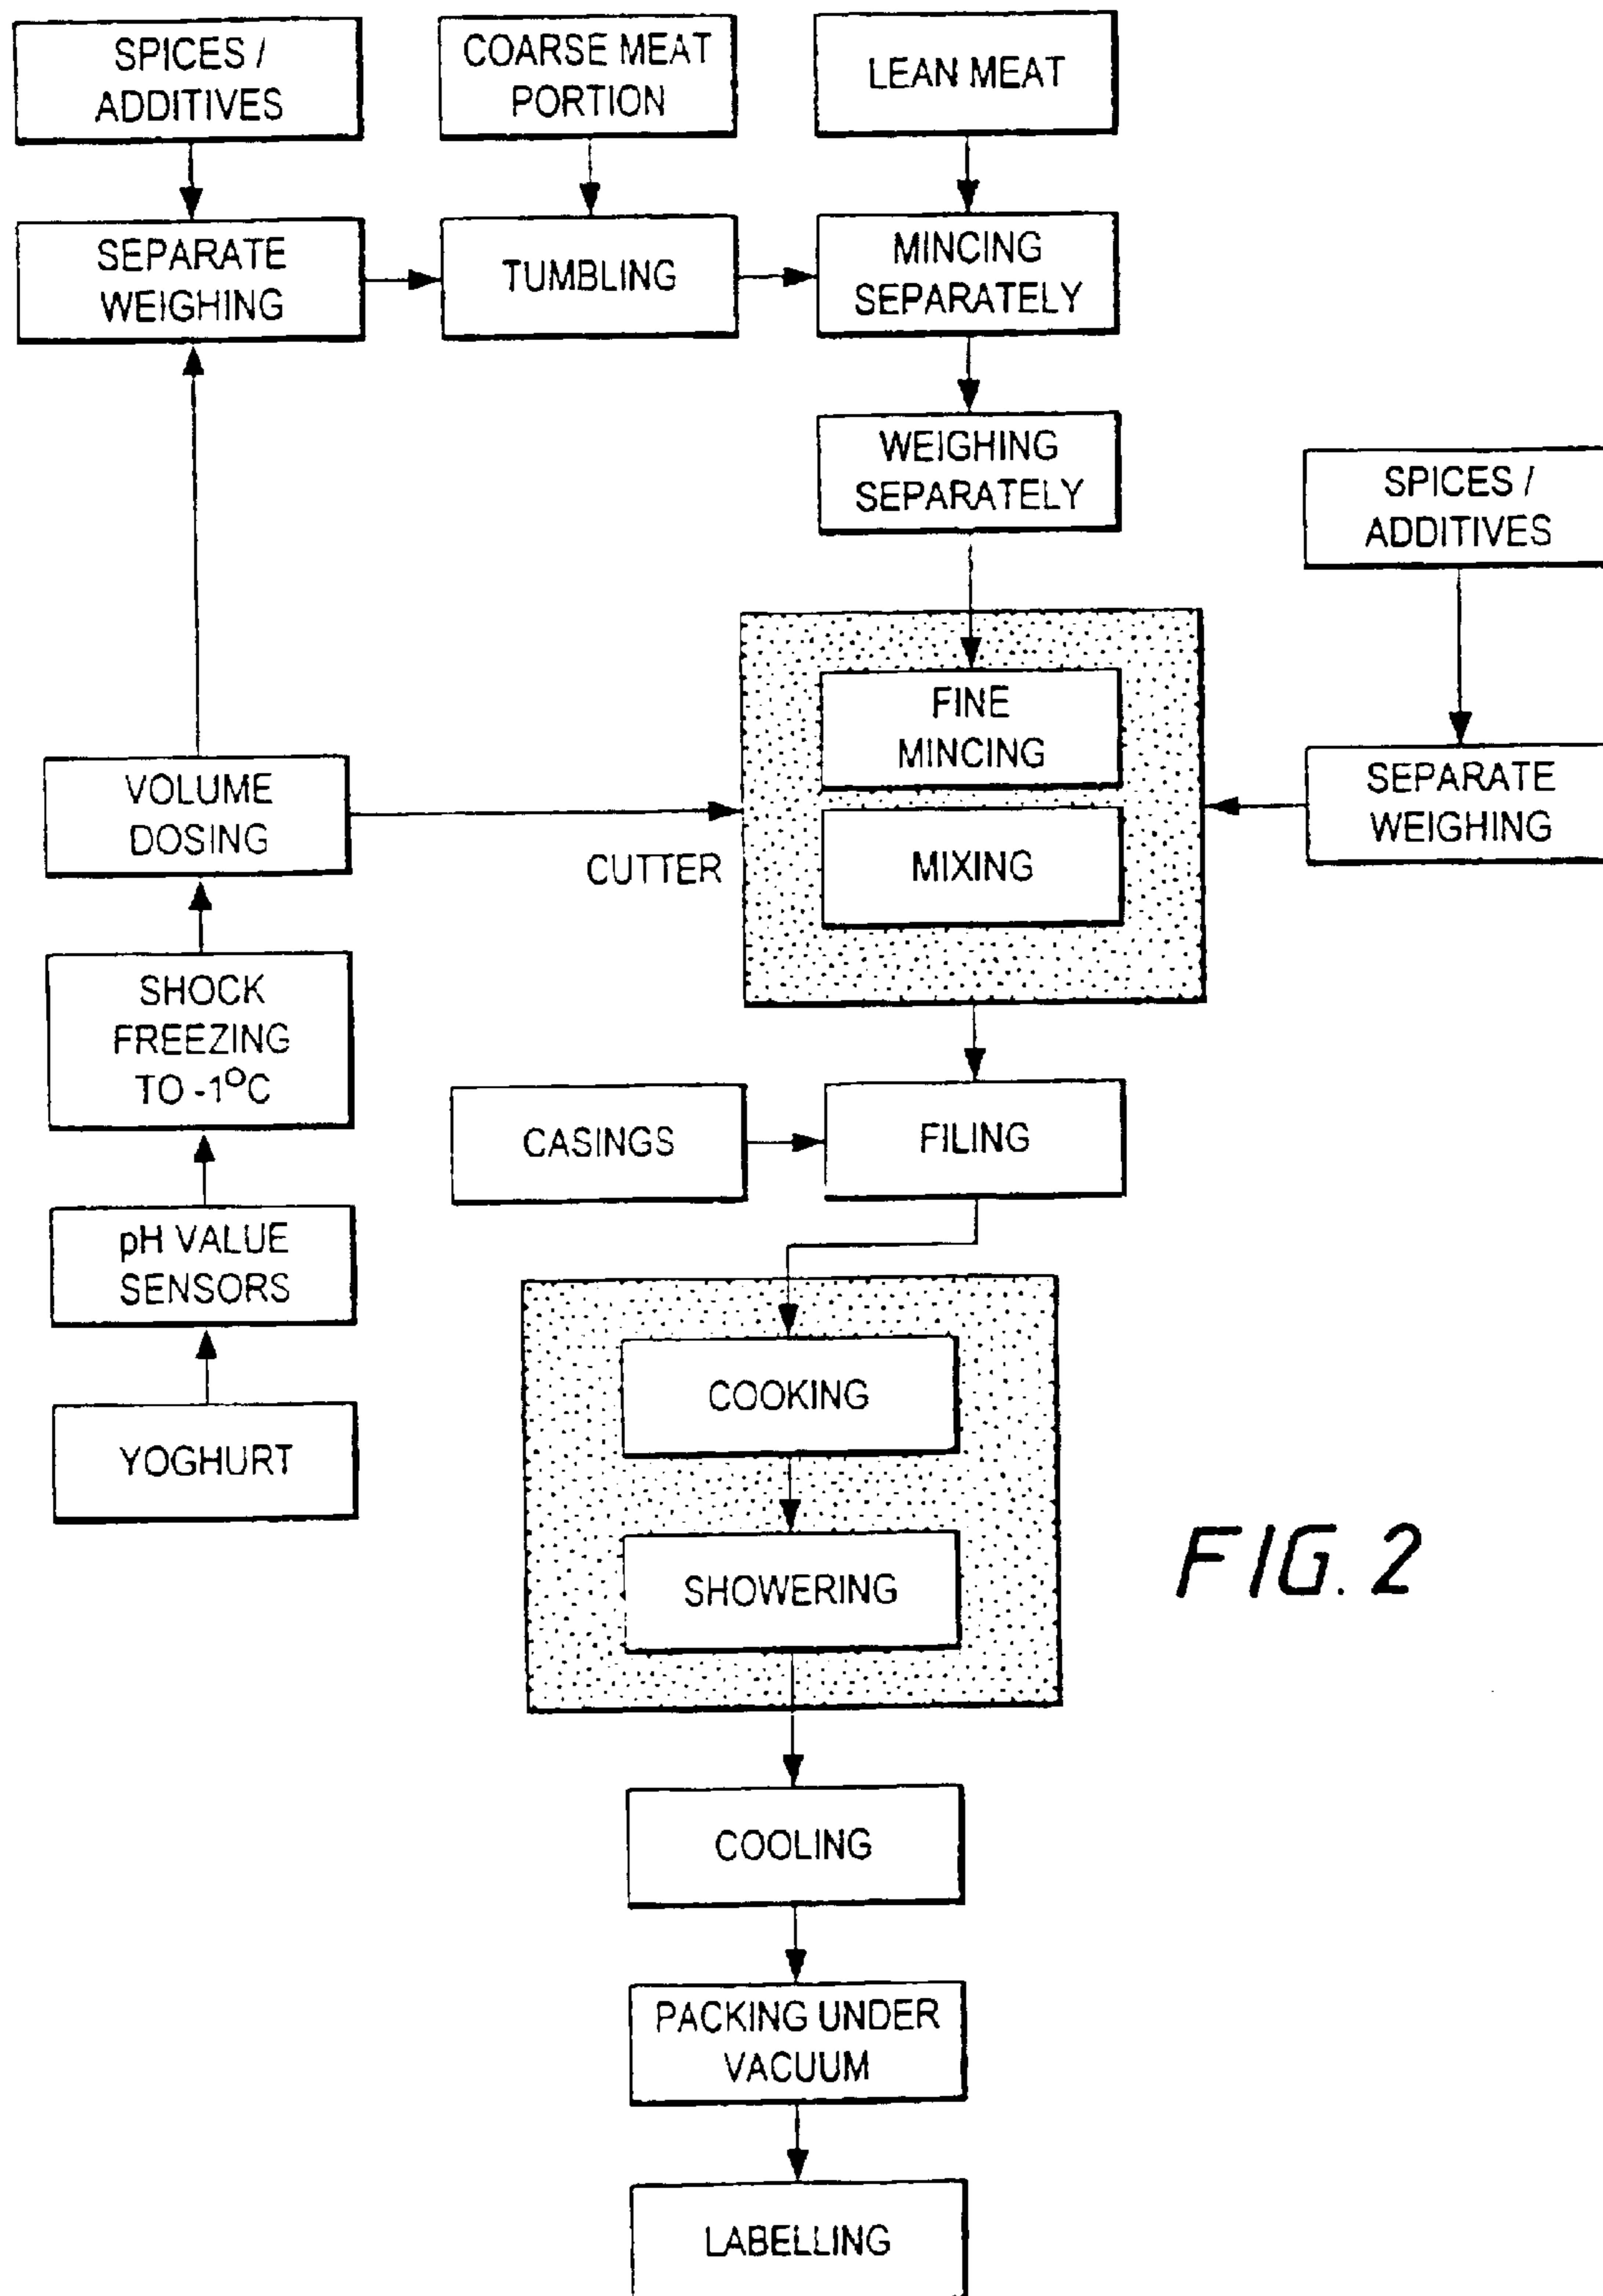 SPICES /
ADDITIVES
COARSE MEAT
PORTION
LEAN MEAT
SEPARATE
WEIGHING
TUMBLING
MINCING
SEPARATELY
WEIGHING
SEPARATELY
SPICES /
ADDITIVES
FINE
MINCING
VOLUME
DOSING
SEPARATE
WEIGHING
CUTTER
MIXING
SHOCK
FREEZING
TO -1°C
CASINGS
FILING
pH VALUE
SENSORS
COOKING
YOGHURT
SHOWERING
FIG. 2
COOLING
PACKING UNDER
VACUUM
LABELLING